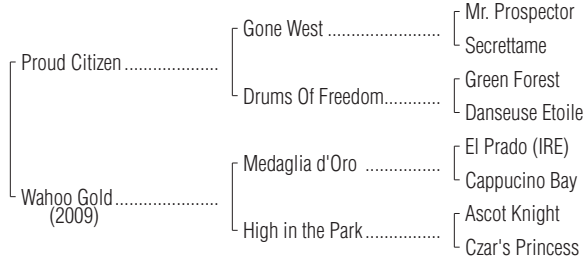 Mr. Prospector
Gone West ........................
Secrettame
Proud Citizen ....................
Green Forest
Drums Of Freedom............
Danseuse Etoile
El Prado (IRE)
Medaglia d'Oro ................
Cappucino Bay
Wahoo Gold......................
(2009)
Ascot Knight
High in the Park................
Czar's Princess